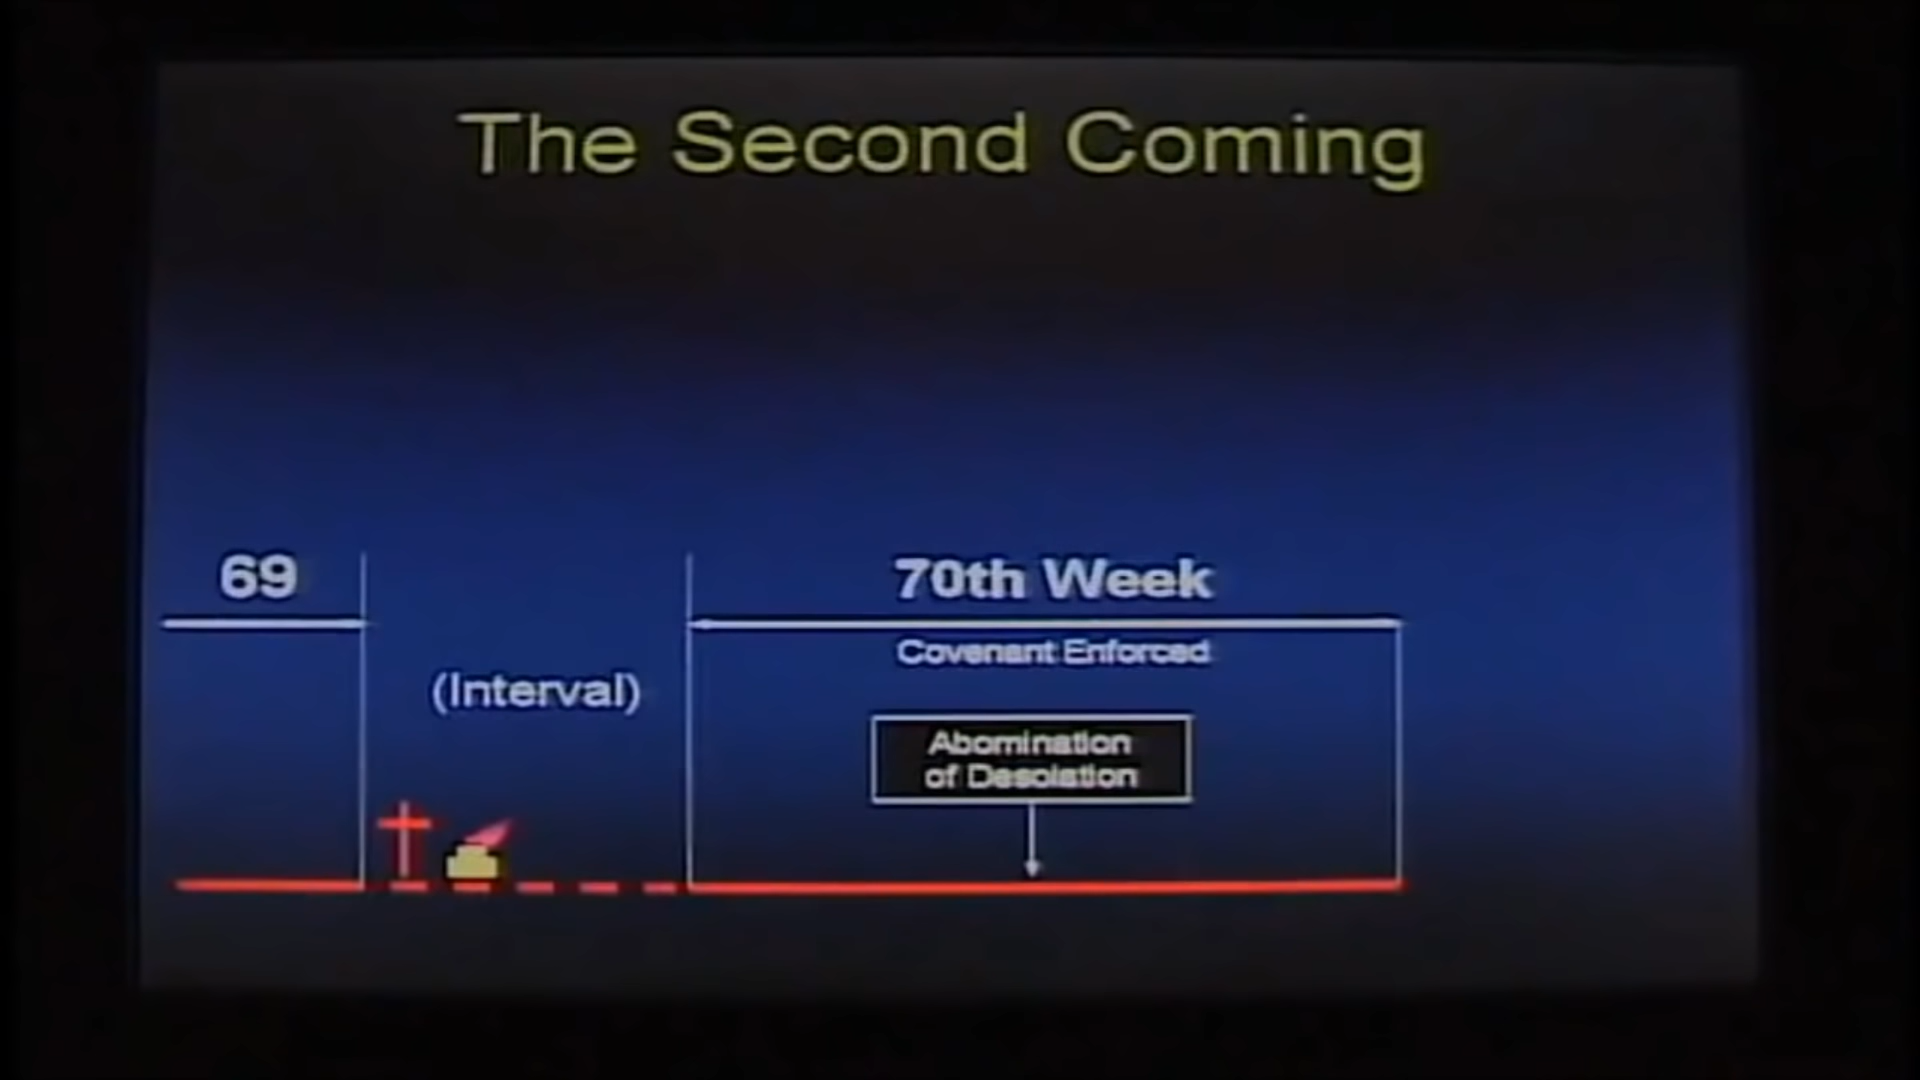 The Second Coming
69
70th Week
Covenant Enforced
(Interval)
Abomination
of Desolation